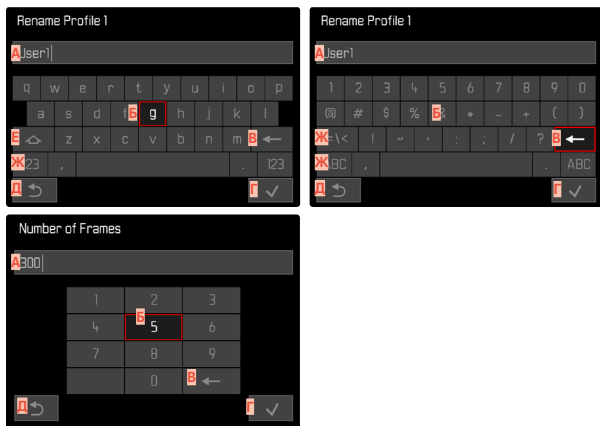 Rename Profile 1
А User1
q w e r t y u i o p
a s d f Б g h j k l
Е z x c v b n m В ←
Ж 123 , . 123
Д Г
Rename Profile 1
А User1
1 2 3 4 5 6 7 8 9 0
@ # $ % Б & * - + ( )
Ж =\< ! " ' : ; / ? В ←
Ж ABC , . ABC
Д Г
Number of Frames
А 300
1 2 3
4 Б 5 6
7 8 9
0 В ←
Д Г